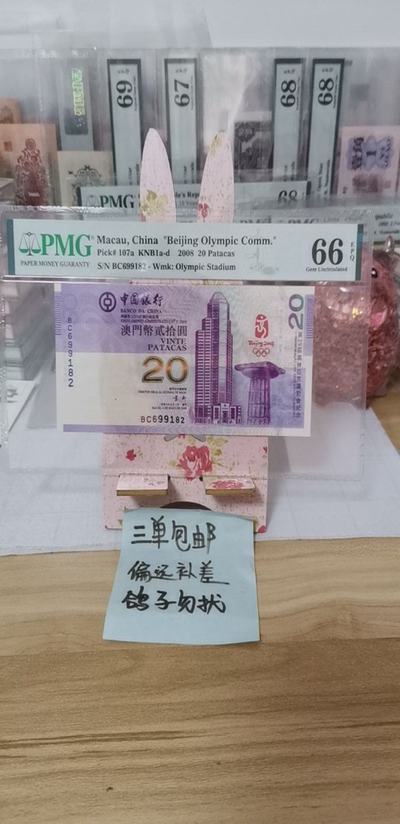 69
67
68
68
PMG
68
PMG
PAPER MONEY GUARANTY
Macau, China "Beijing Olympic Comm."
Pick# 107a KNB1a-d 2008 20 Patacas
S/N BC699182 - Wmk: Olympic Stadium
66
EPQ
Gem Uncirculated
中國銀行
BANCO DA CHINA
澳門幣貳拾圓
VINTE
PATACAS
20
BC699182
BC699182
Beijing 2008
20
三单包邮
偏远补差
鸽子勿扰